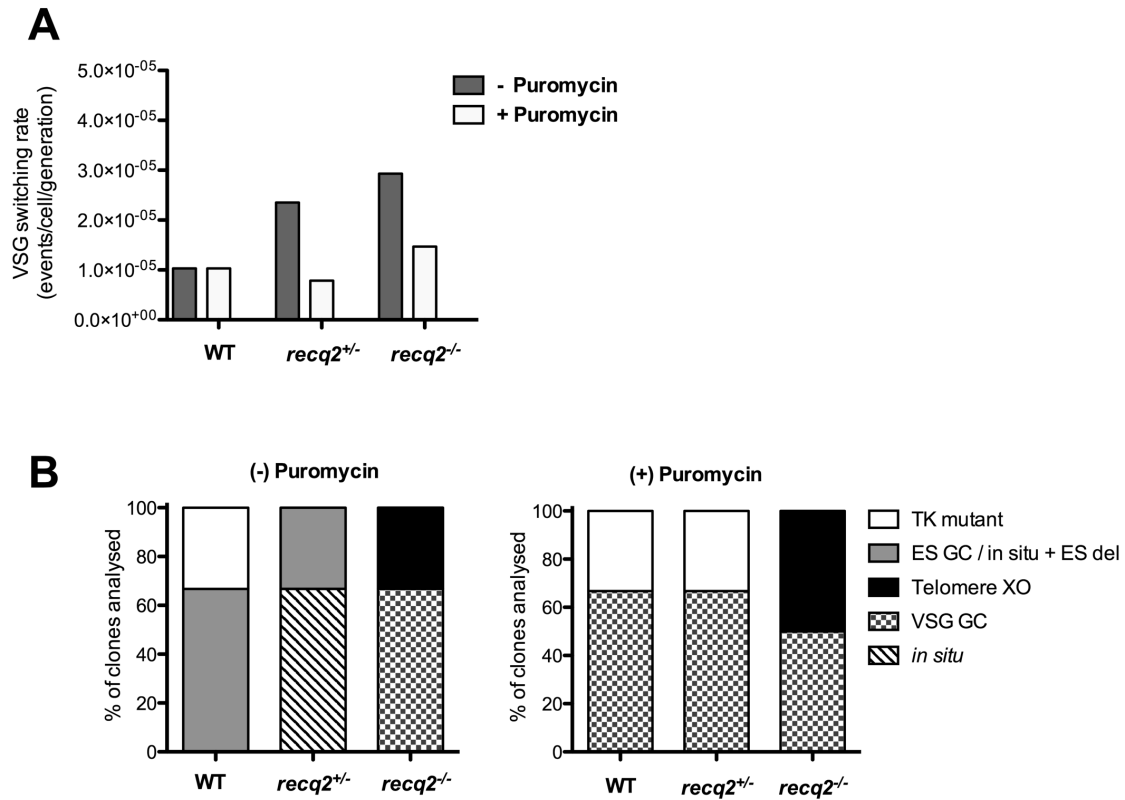 A
5.0×10-05
4.0×10-05
3.0×10-05
2.0×10-05
1.0×10-05
0.0×10+00
VSG switching rate
(events/cell/generation)
- Puromycin
+ Puromycin
WT recq2+/- recq2-/-
B
(-) Puromycin
100
80
60
40
20
0
% of clones analysed
WT recq2+/- recq2-/-
(+) Puromycin
100
80
60
40
20
0
% of clones analysed
WT recq2+/- recq2-/-
TK mutant
ES GC / in situ + ES del
Telomere XO
VSG GC
in situ